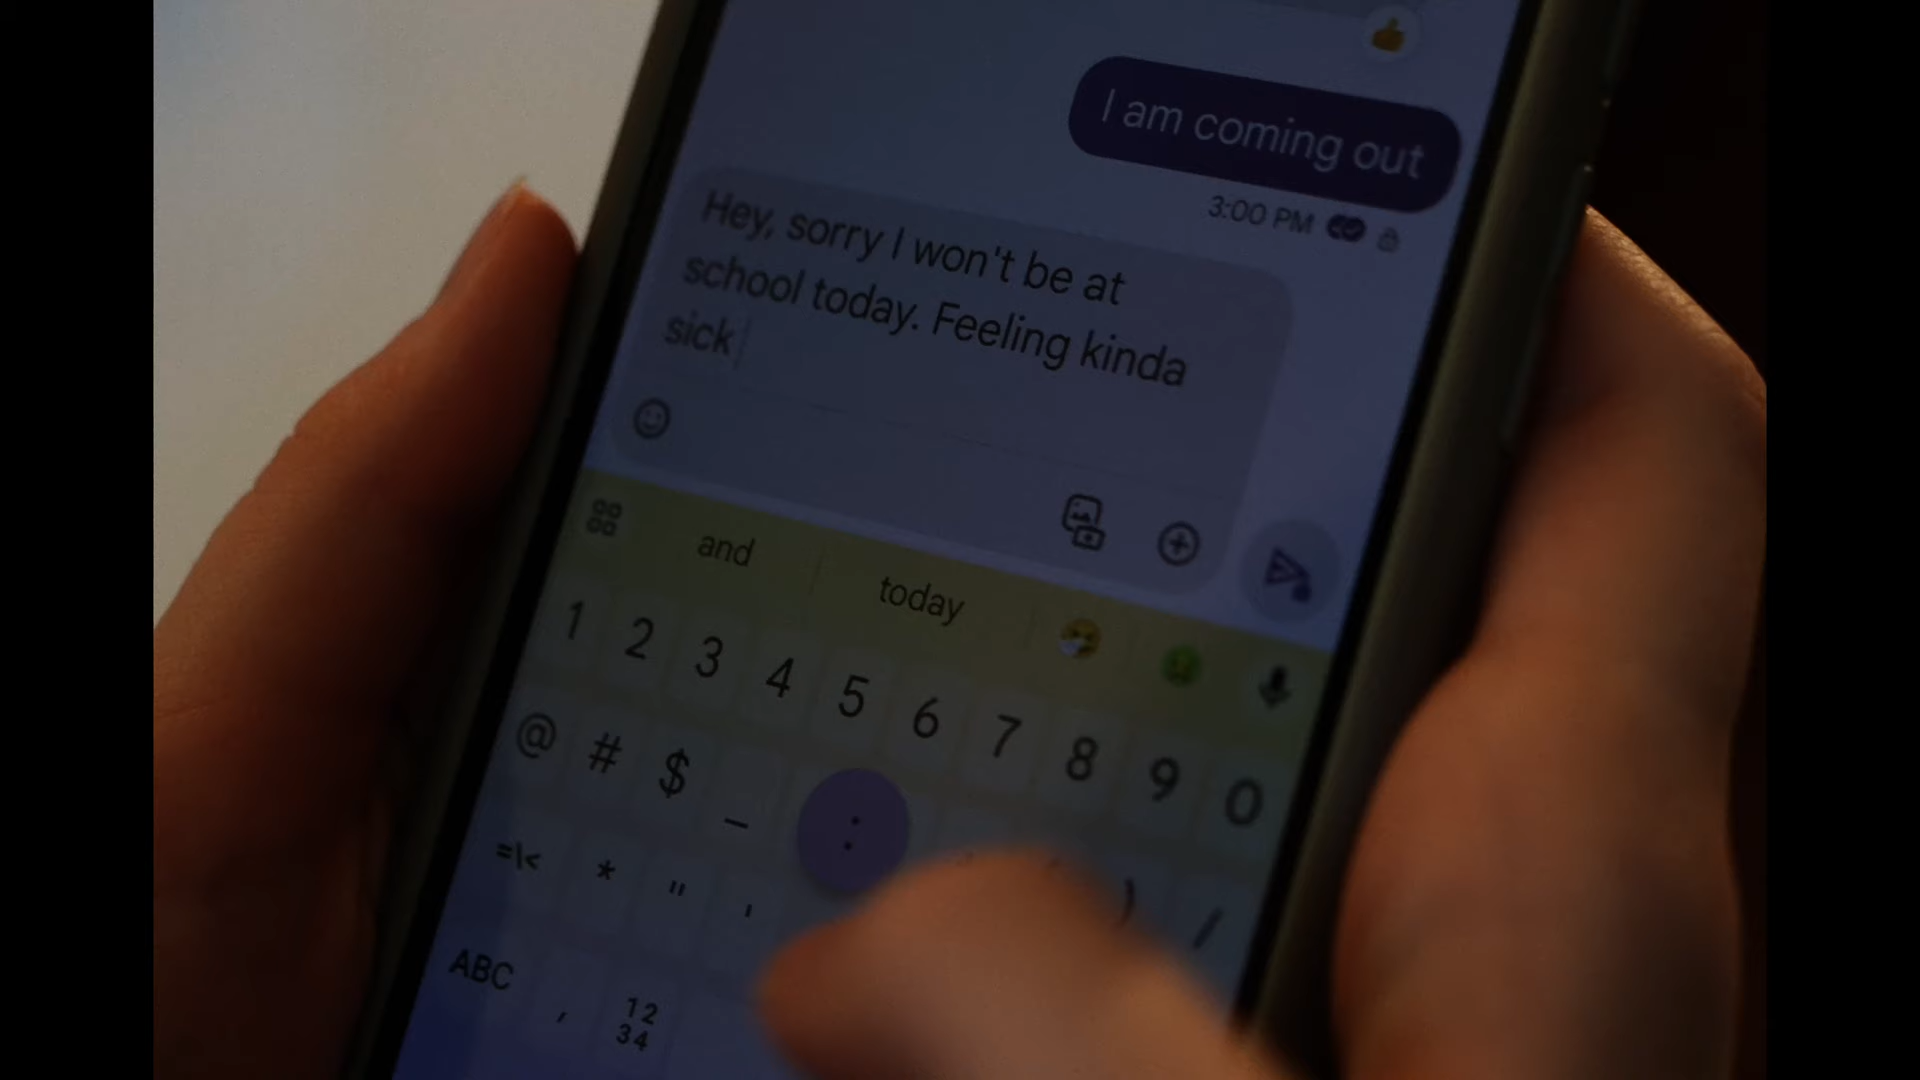 I am coming out
3:00 PM
Hey, sorry I won't be at
school today. Feeling kinda
sick
and today
1 2 3 4 5 6 7 8 9 0
@ # $ _ :
=\< * " ' ) /
ABC , 12
34